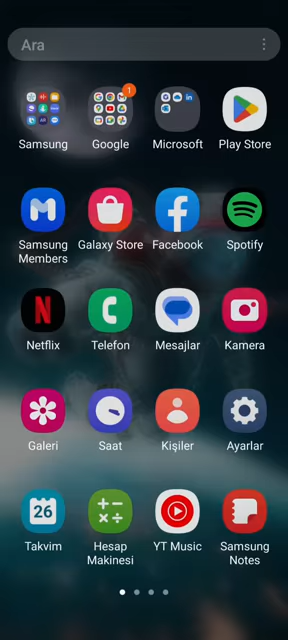 Ara
1
Samsung
Google
Microsoft
Play Store
Samsung Members
Galaxy Store
Facebook
Spotify
Netflix
Telefon
Mesajlar
Kamera
Galeri
Saat
Kişiler
Ayarlar
26
Takvim
Hesap Makinesi
YT Music
Samsung Notes